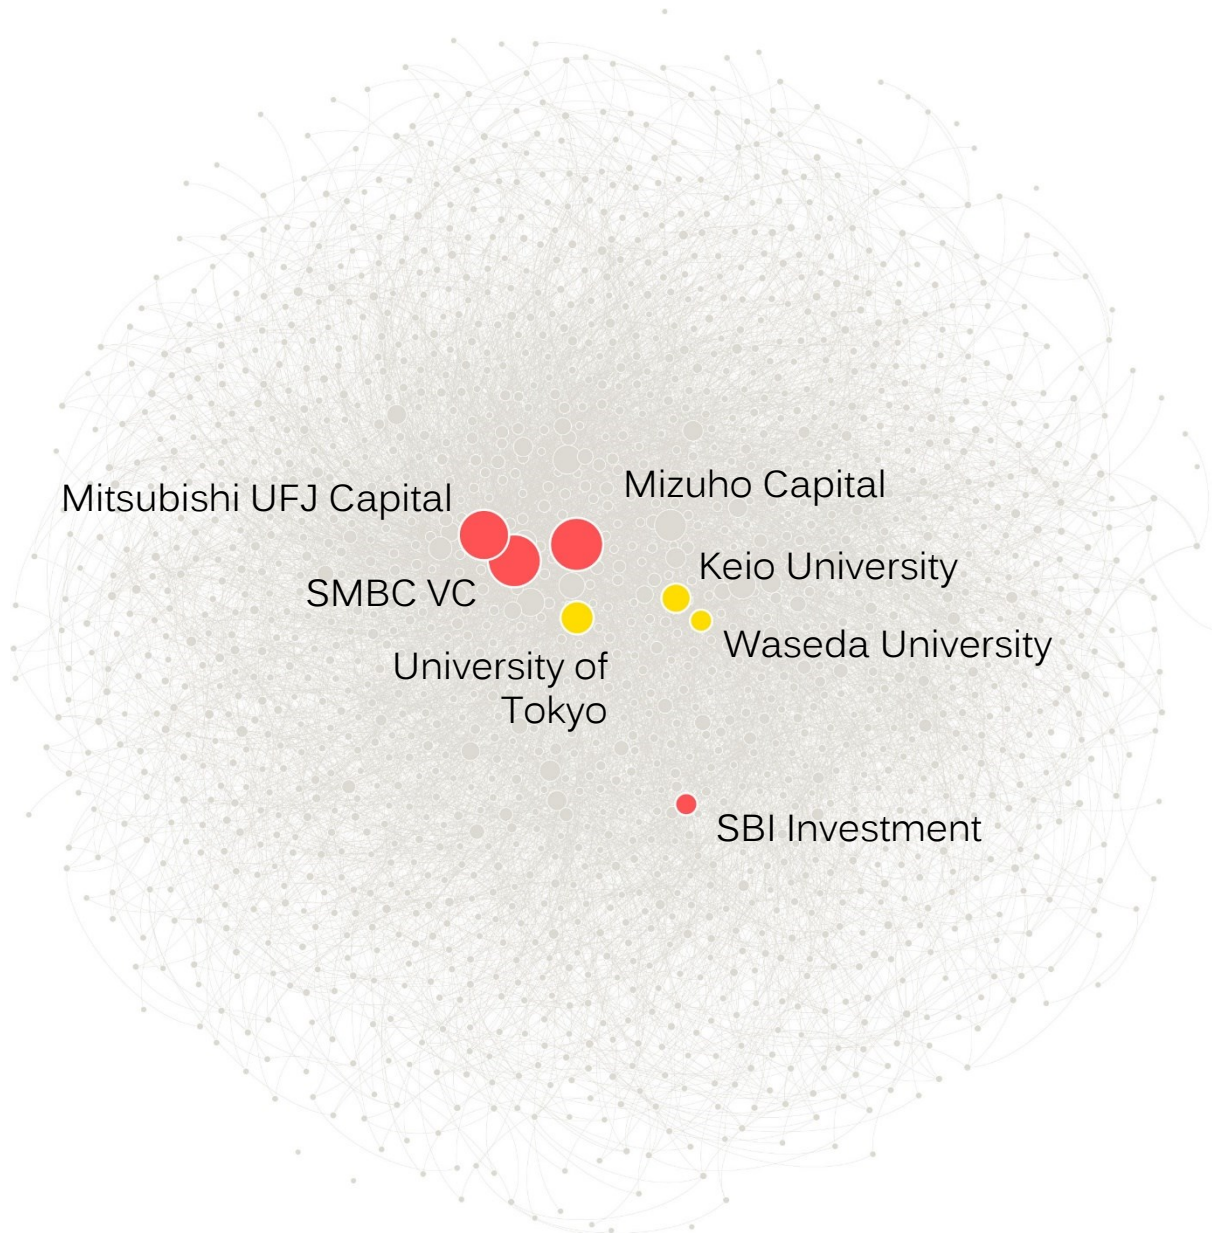 Mizuho Capital
Mitsubishi UFJ Capital
Keio University
SMBC VC
Waseda University
University of
Tokyo
SBI Investment